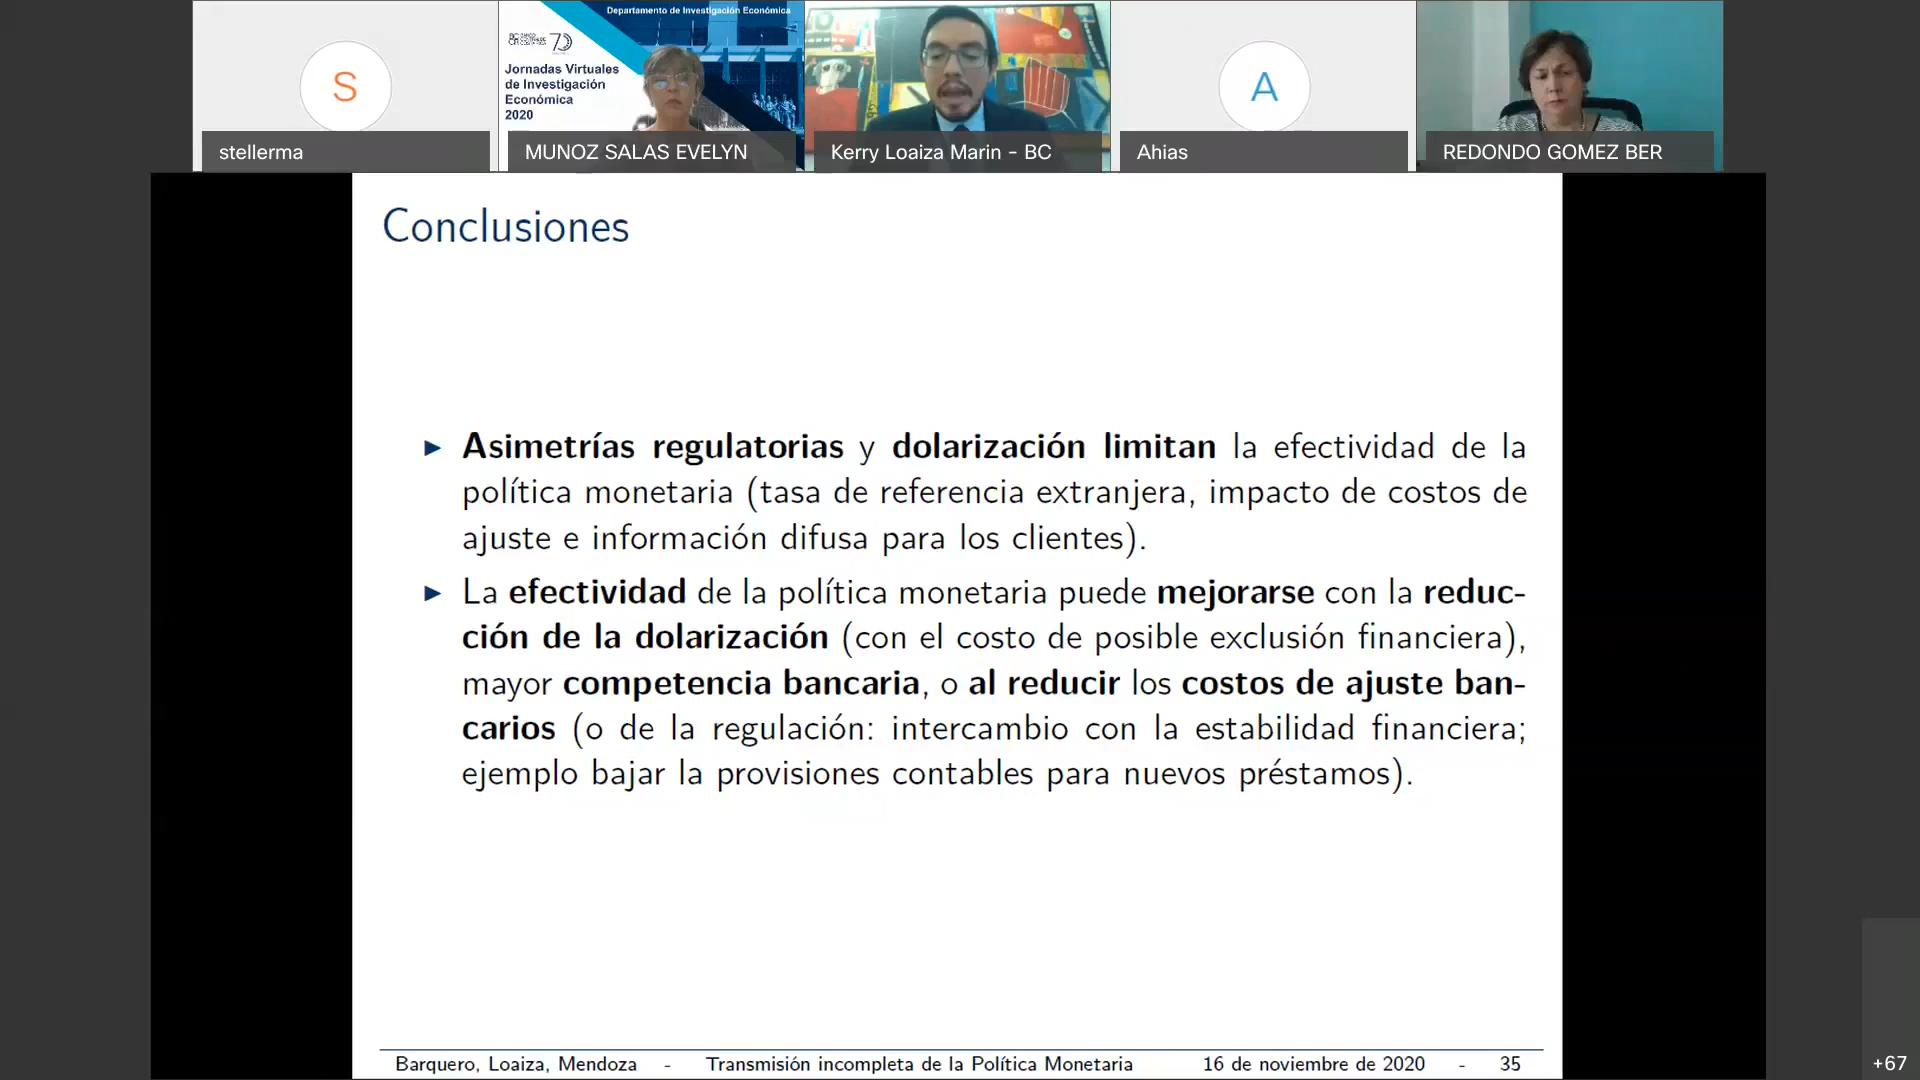 Departamento de Investigación Económica
Jornadas Virtuales
de Investigación
Económica
2020
S
A
stellerma
MUNOZ SALAS EVELYN
Kerry Loaiza Marin - BC
Ahias
REDONDO GOMEZ BER
Conclusiones
► Asimetrías regulatorias y dolarización limitan la efectividad de la
política monetaria (tasa de referencia extranjera, impacto de costos de
ajuste e información difusa para los clientes).
► La efectividad de la política monetaria puede mejorarse con la reduc-
ción de la dolarización (con el costo de posible exclusión financiera),
mayor competencia bancaria, o al reducir los costos de ajuste ban-
carios (o de la regulación: intercambio con la estabilidad financiera;
ejemplo bajar la provisiones contables para nuevos préstamos).
Barquero, Loaiza, Mendoza - Transmisión incompleta de la Política Monetaria 16 de noviembre de 2020 - 35
+67